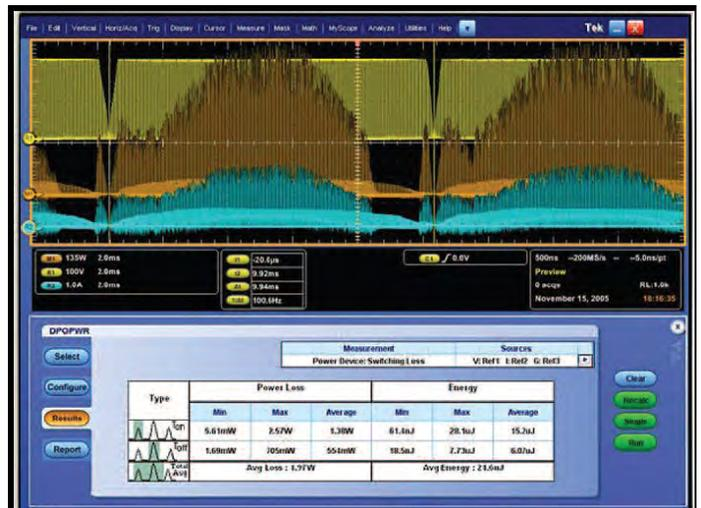 File Edit Vertical Horiz/Acq Trig Display Cursor Measure Mask Math MyScope Analyze Utilities Help Tek
M1 135W 2.0ms
R1 100V 2.0ms
R2 1.0A 2.0ms
t1 -20.6µs
t2 9.92ms
Δt 9.94ms
1/Δt 100.6Hz
0.0V
500ns 200MS/s 5.0ns/pt
Preview
0 acqs RL:1.0k
November 15, 2005 10:16:35
DPOPWR
Select
Configure
Results
Report
Measurement Sources
Power Device: Switching Loss V: Ref1 I: Ref2 G: Ref3
Type Power Loss Energy
Min Max Average Min Max Average
Ton 5.61mW 2.57W 1.38W 61.4nJ 28.1uJ 15.2uJ
Toff 1.69mW 705mW 554mW 18.5nJ 7.73uJ 6.07uJ
Total Avg Avg Loss : 1.97W Avg Energy : 21.6uJ
Clear
Recalc
Single
Run